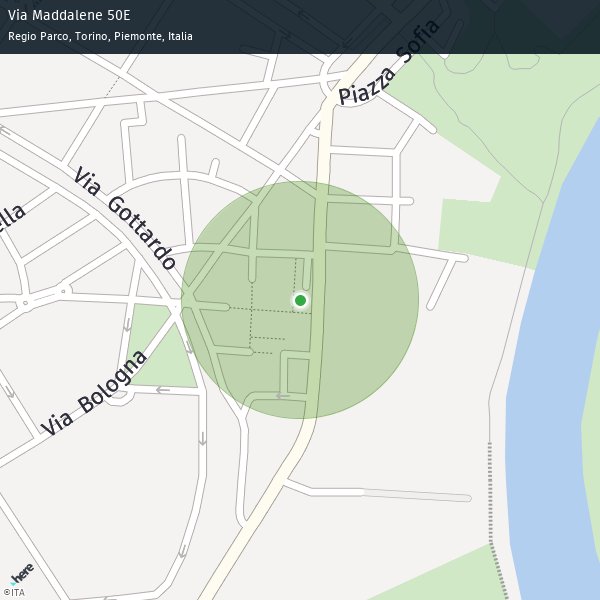 Via Maddalene 50E
Regio Parco, Torino, Piemonte, Italia
Piazza Sofia
Via Gottardo
ella
Via Bologna
here
©ITA